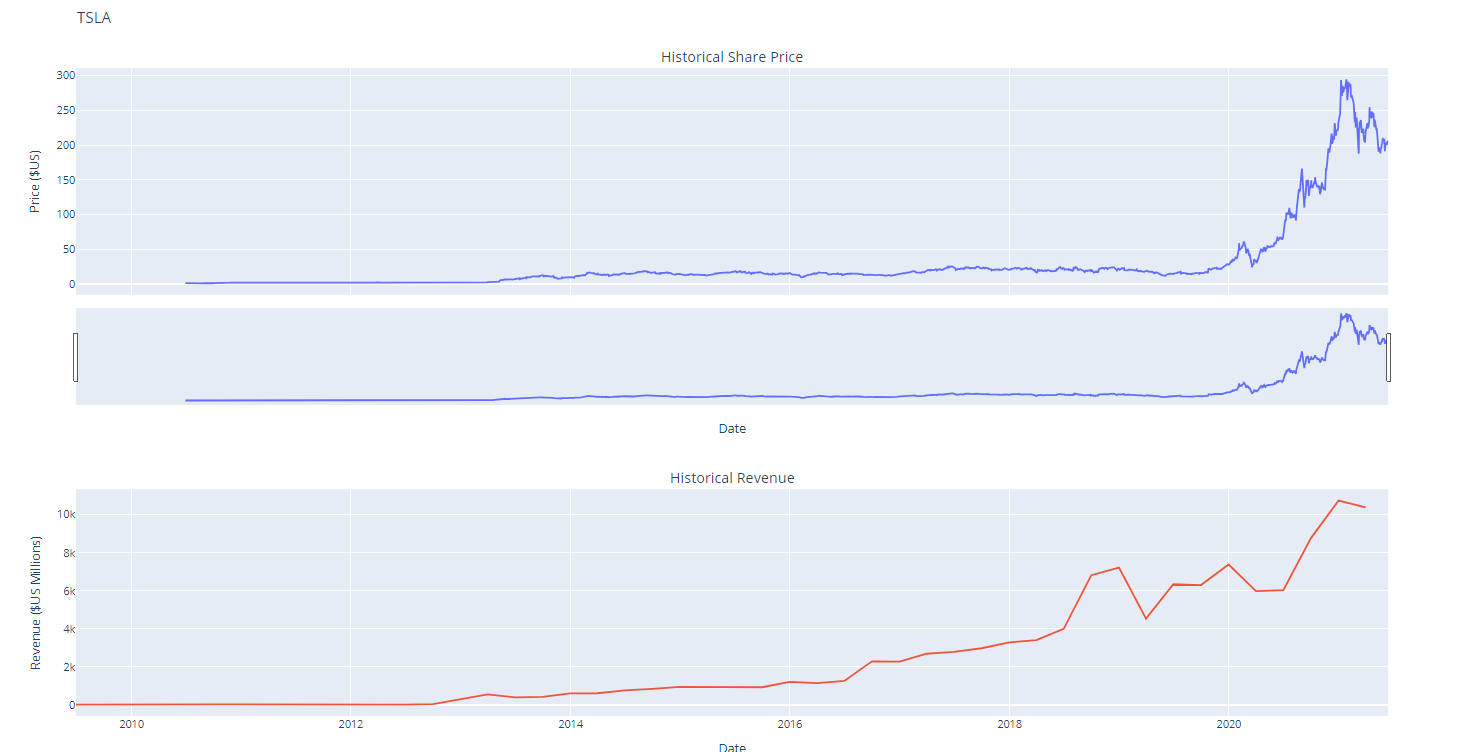 TSLA
Historical Share Price
300
250
200
150
100
50
0
Price ($US)
Date
Historical Revenue
10k
8k
6k
4k
2k
0
Revenue ($US Millions)
2010 2012 2014 2016 2018 2020
Date